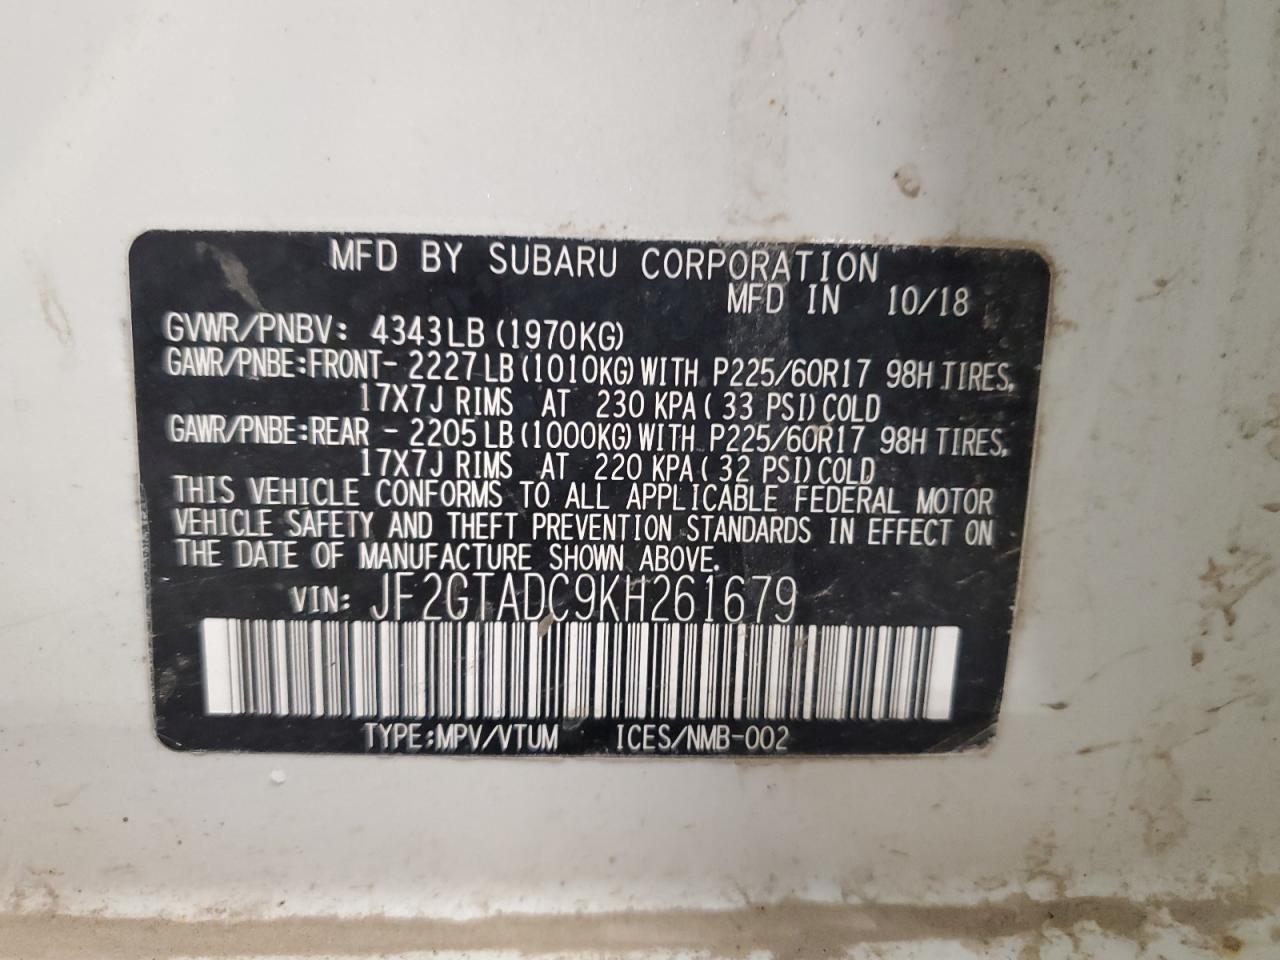 MFD BY SUBARU CORPORATION
MFD IN 10/18
GVWR/PNBV: 4343LB (1970KG)
GAWR/PNBE:FRONT- 2227LB (1010KG) WITH P225/60R17 98H TIRES,
17X7J RIMS AT 230 KPA ( 33 PSI) COLD
GAWR/PNBE:REAR - 2205LB (1000KG) WITH P225/60R17 98H TIRES,
17X7J RIMS AT 220 KPA ( 32 PSI) COLD
THIS VEHICLE CONFORMS TO ALL APPLICABLE FEDERAL MOTOR
VEHICLE SAFETY AND THEFT PREVENTION STANDARDS IN EFFECT ON
THE DATE OF MANUFACTURE SHOWN ABOVE.
VIN: JF2GTADC9KH261679
TYPE:MPV/VTUM ICES/NMB-002